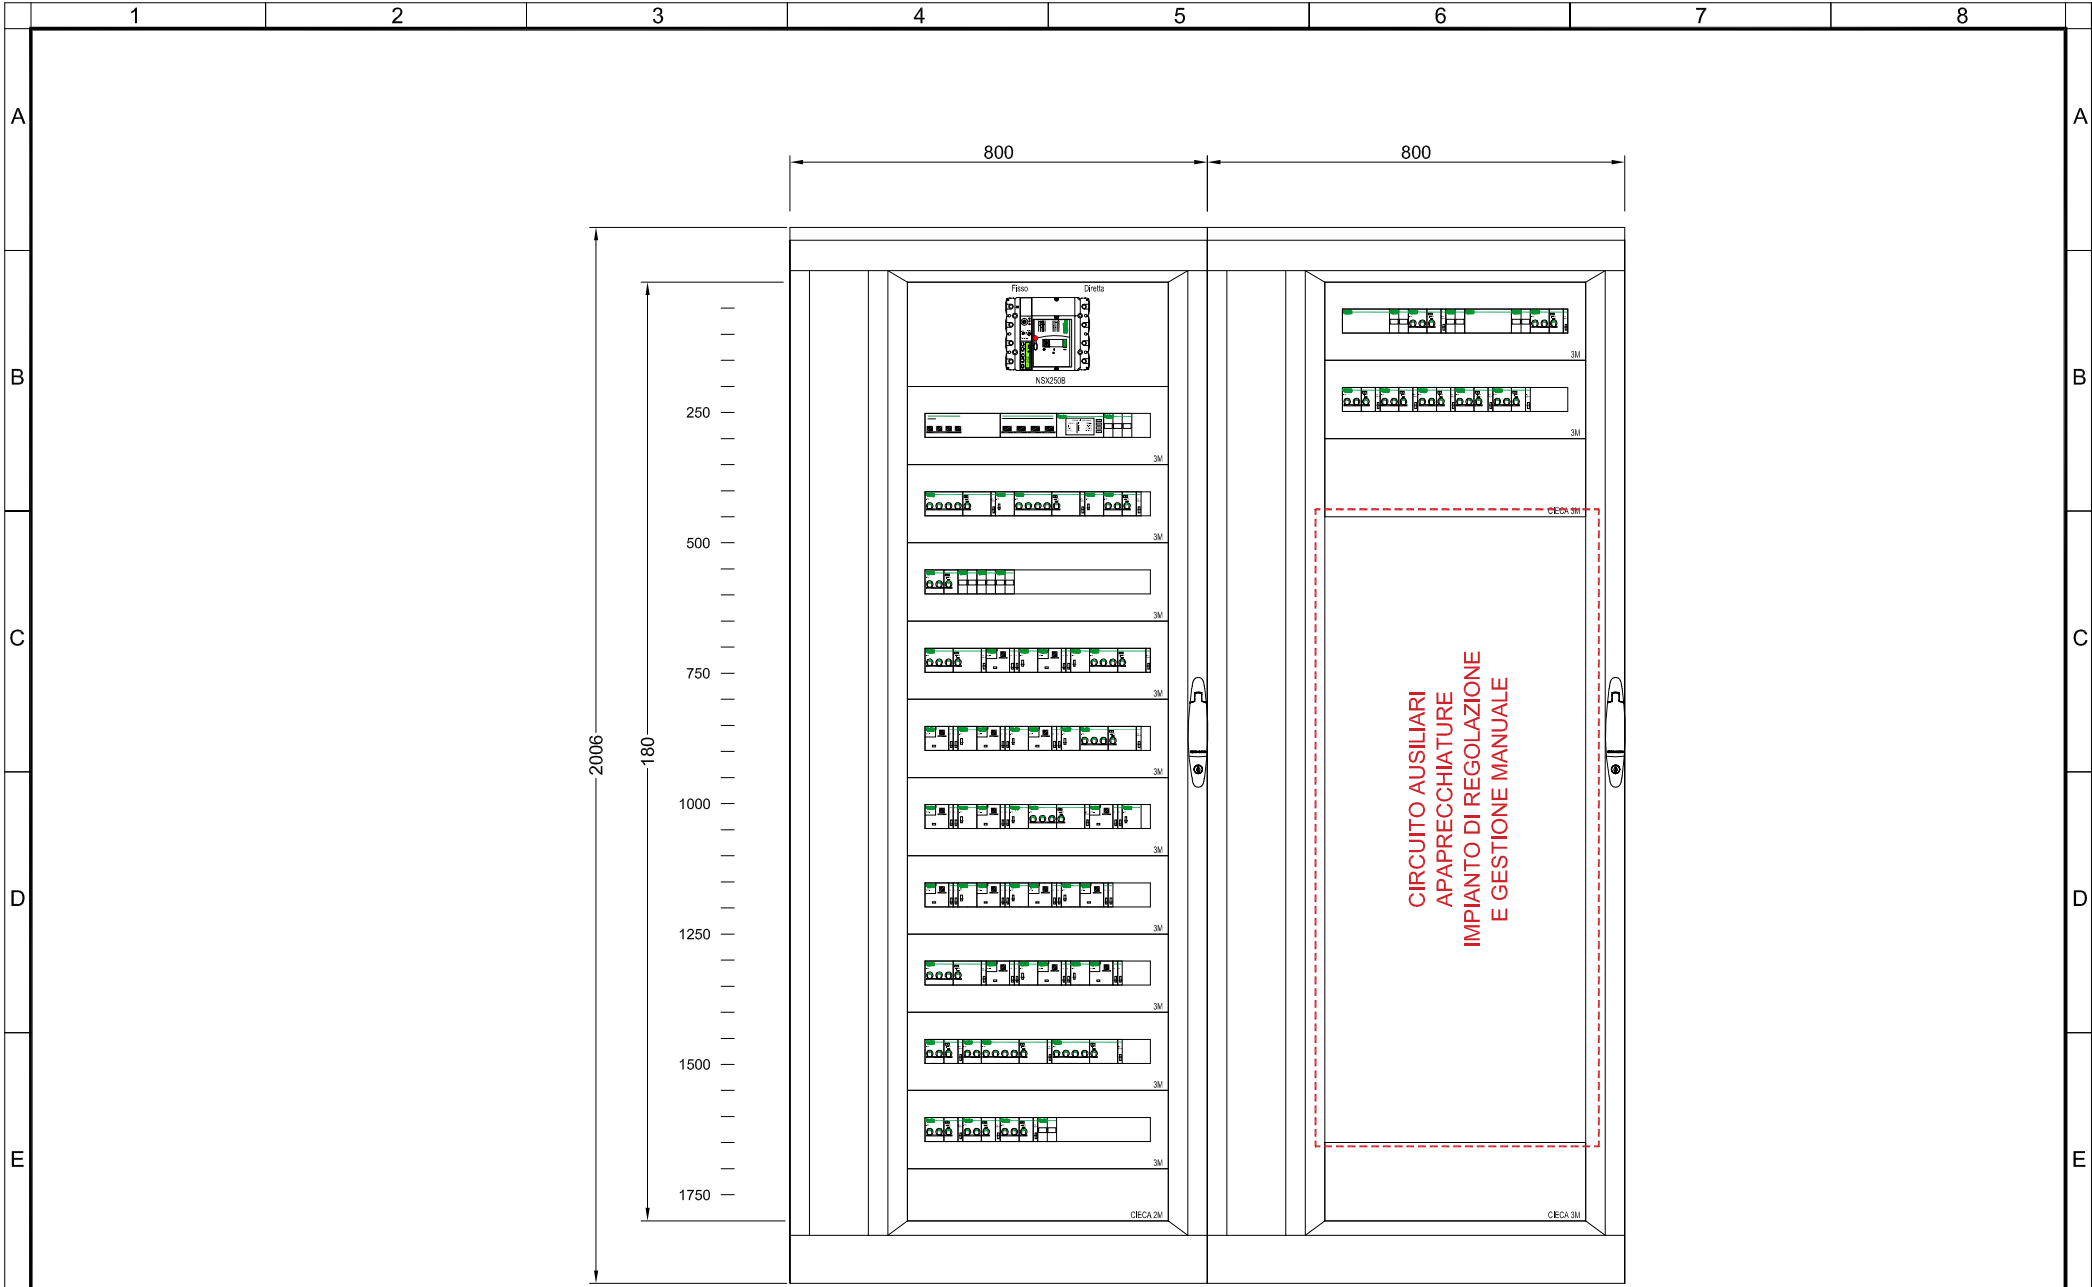 1 2 3 4 5 6 7 8
A A
800 800
Fisso Diretta
NSX250B
3M
B B
250
3M
3M
3M
500
CIECA 3M
3M
C C
750
3M
2006
180
3M
1000
CIRCUITO AUSILIARI
APAPRECCHIATURE
IMPIANTO DI REGOLAZIONE
E GESTIONE MANUALE
3M
D D
3M
1250
3M
1500
3M
E E
3M
1750
CIECA 2M
CIECA 3M